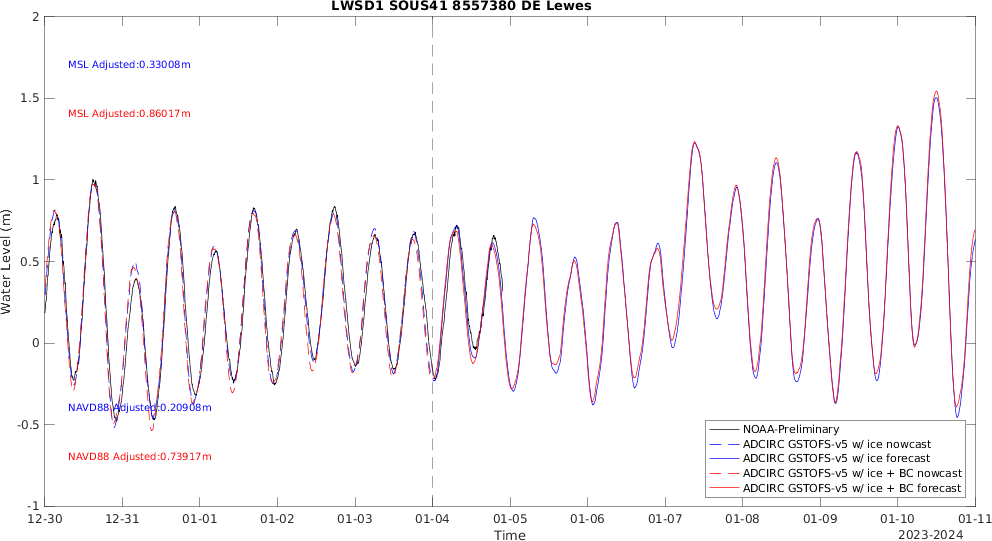 LWSD1 SOUS41 8557380 DE Lewes
2
1.5
1
0.5
0
-0.5
-1
Water Level (m)
MSL Adjusted:0.33008m
MSL Adjusted:0.86017m
NAVD88 Adjusted:0.20908m
NAVD88 Adjusted:0.73917m
NOAA-Preliminary
ADCIRC GSTOFS-v5 w/ ice nowcast
ADCIRC GSTOFS-v5 w/ ice forecast
ADCIRC GSTOFS-v5 w/ ice + BC nowcast
ADCIRC GSTOFS-v5 w/ ice + BC forecast
12-30 12-31 01-01 01-02 01-03 01-04 01-05 01-06 01-07 01-08 01-09 01-10 01-11
Time
2023-2024